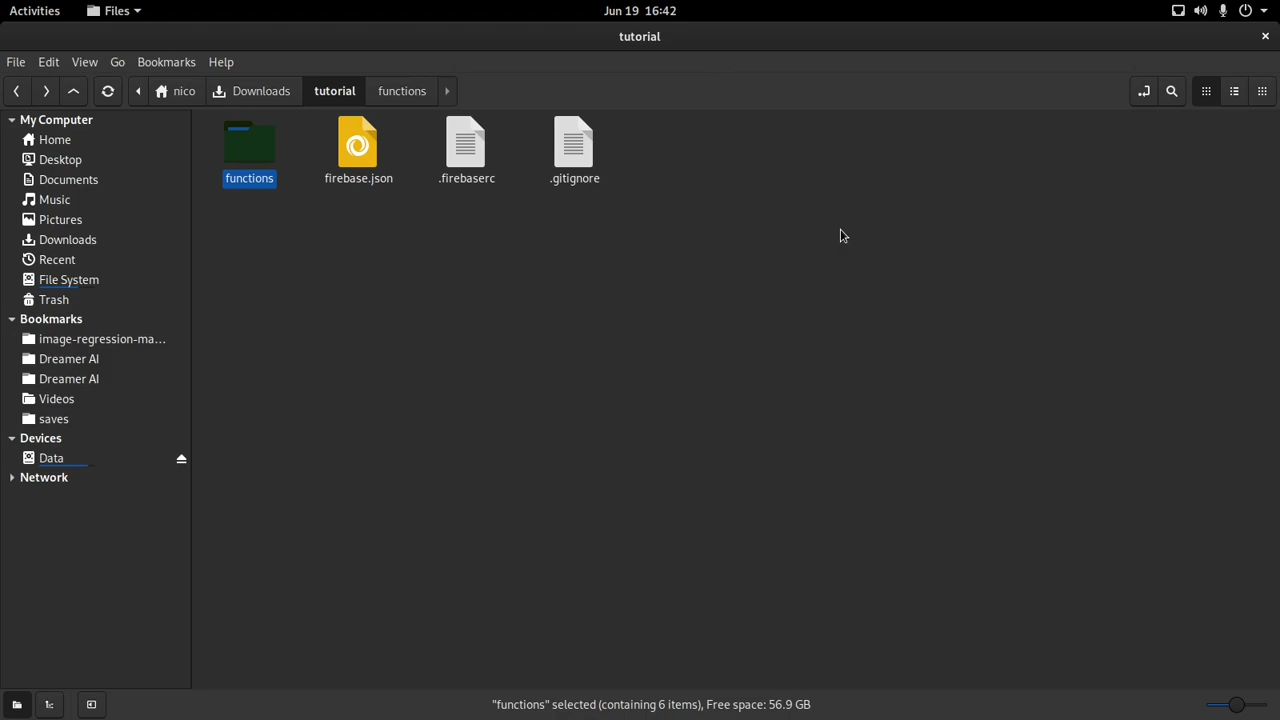 Activities Files Jun 19 16:42
tutorial
File Edit View Go Bookmarks Help
nico Downloads tutorial functions
My Computer
Home
Desktop
Documents
Music
Pictures
Downloads
Recent
File System
Trash
Bookmarks
image-regression-ma...
Dreamer AI
Dreamer AI
Videos
saves
Devices
Data
Network
functions firebase.json .firebaserc .gitignore
"functions" selected (containing 6 items), Free space: 56.9 GB